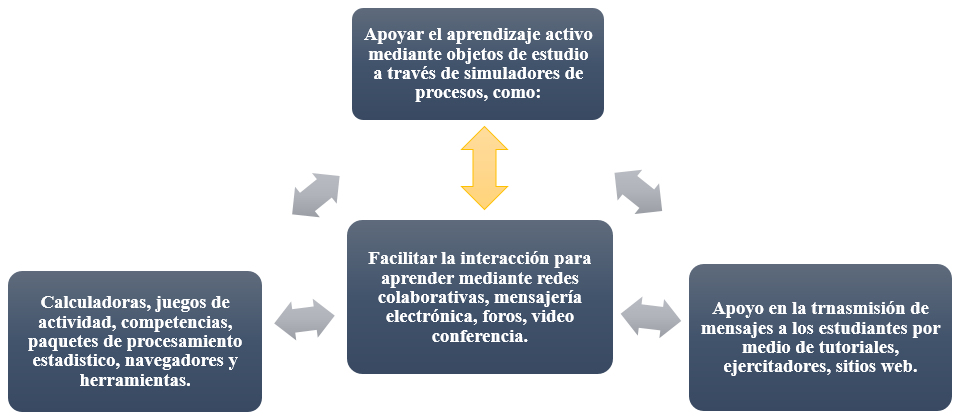 Apoyar el aprendizaje activo
mediante objetos de estudio
a través de simuladores de
procesos, como:
Facilitar la interacción para
aprender mediante redes
colaborativas, mensajería
electrónica, foros, video
conferencia.
Calculadoras, juegos de
actividad, competencias,
paquetes de procesamiento
estadístico, navegadores y
herramientas.
Apoyo en la trnasmisión de
mensajes a los estudiantes por
medio de tutoriales,
ejercitadores, sitios web.